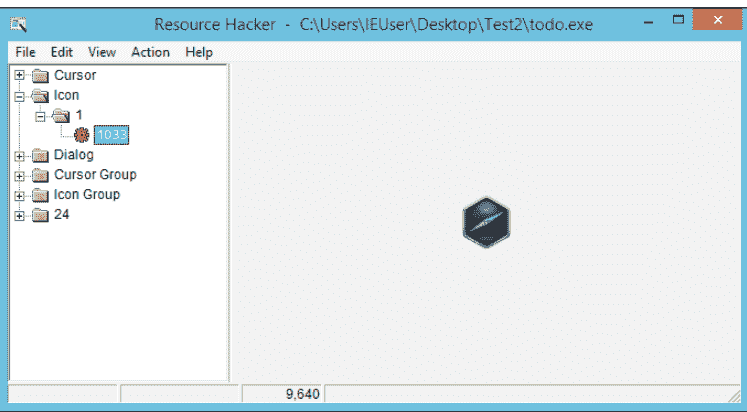 Resource Hacker - C:\Users\IEUser\Desktop\Test2\todo.exe
File Edit View Action Help
Cursor
Icon
1
1033
Dialog
Cursor Group
Icon Group
24
9,640